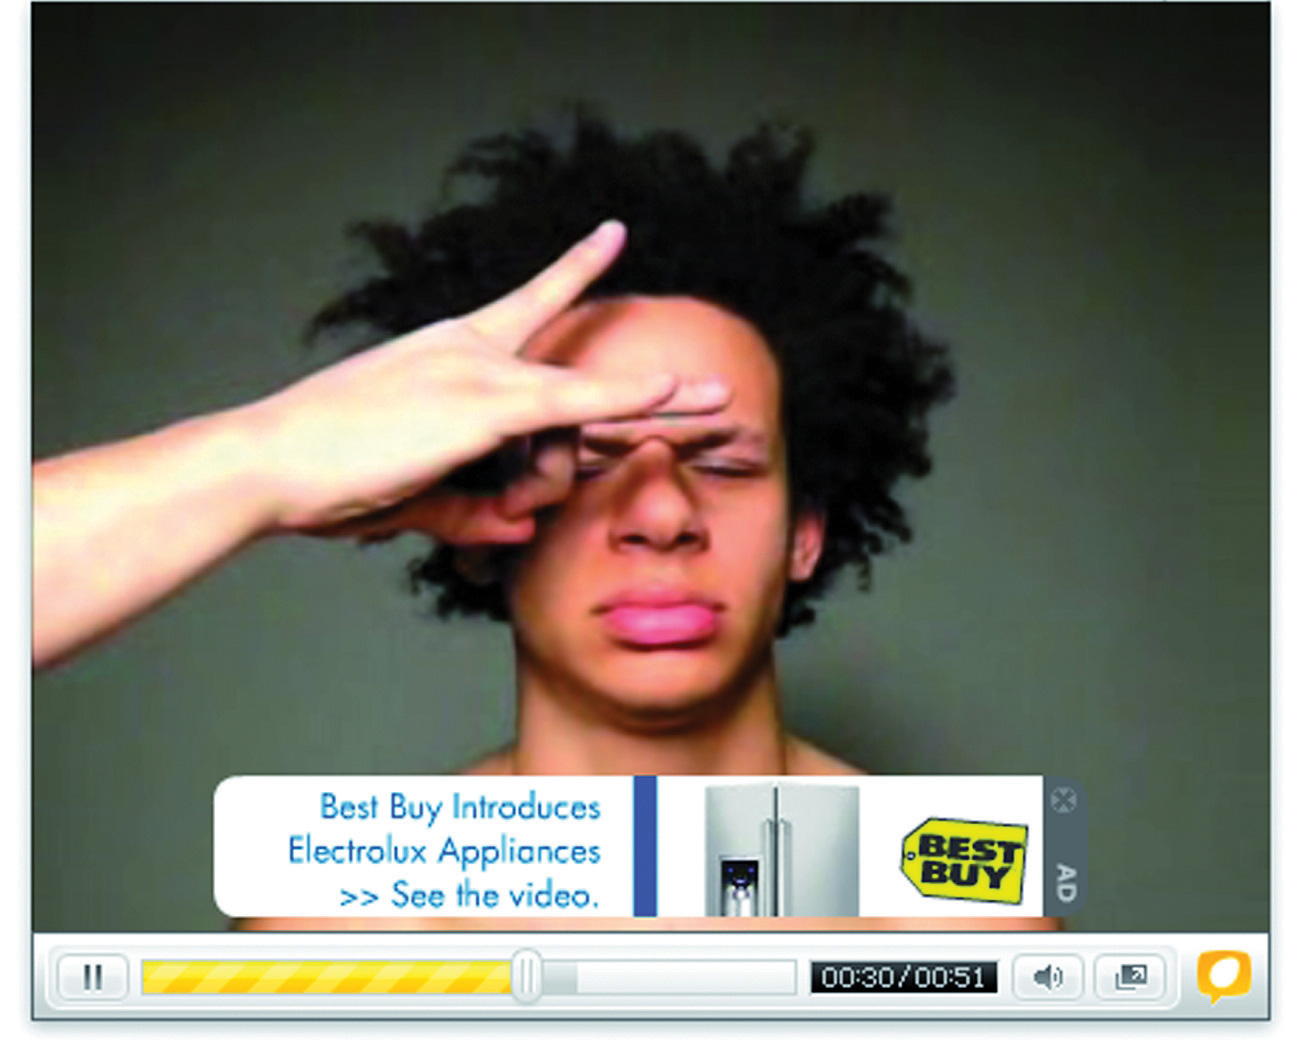 Best Buy Introduces
Electrolux Appliances
>> See the video.
BEST
BUY
AD
00:30/00:51